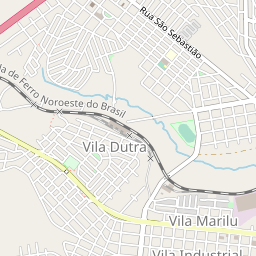 Rua São Sebastião
a de Ferro Noroeste do Brasil
Vila Dutra
Vila Marilu
Vila Industrial